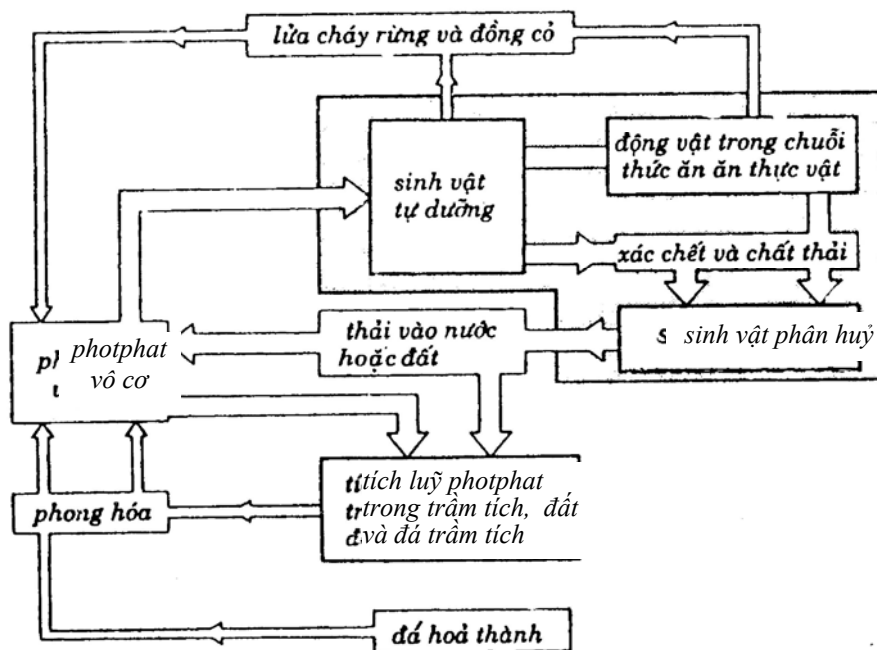 lửa cháy rừng và đồng cỏ
sinh vật
tự dưỡng
động vật trong chuỗi
thức ăn ăn thực vật
xác chết và chất thải
photphat
vô cơ
thải vào nước
hoặc đất
sinh vật phân huỷ
tích luỹ photphat
trong trầm tích, đất
và đá trầm tích
phong hóa
đá hoả thành